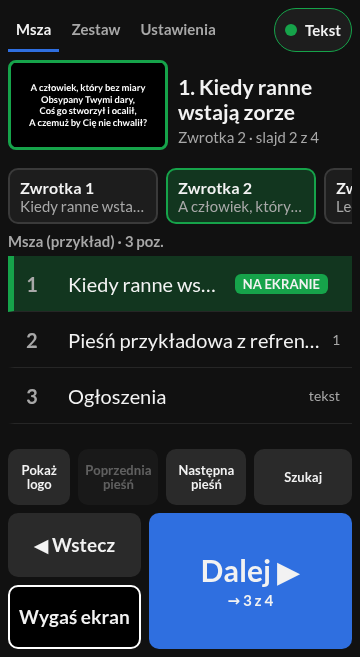 Msza Zestaw Ustawienia Tekst
A człowiek, który bez miary
Obsypany Twymi dary,
Coś go stworzył i ocalił,
A czemuż by Cię nie chwalił?
1. Kiedy ranne
wstają zorze
Zwrotka 2 · slajd 2 z 4
Zwrotka 1
Kiedy ranne wsta...
Zwrotka 2
A człowiek, który...
Zw
Le
Msza (przykład) · 3 poz.
1 Kiedy ranne ws... NA EKRANIE
2 Pieśń przykładowa z refren... 1
3 Ogłoszenia tekst
Pokaż
logo
Poprzednia
pieśń
Następna
pieśń
Szukaj
◀ Wstecz
Dalej ▶
→ 3 z 4
Wygaś ekran